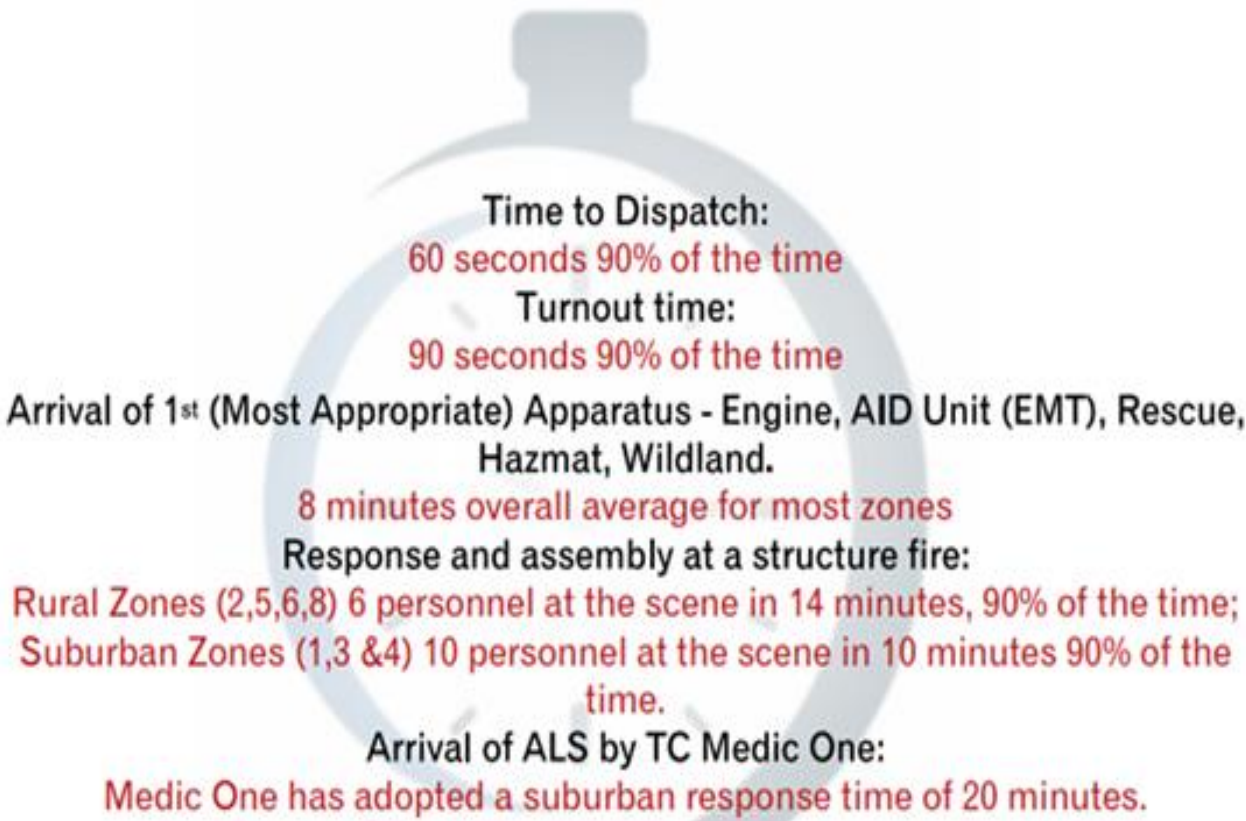 Time to Dispatch:
60 seconds 90% of the time
Turnout time:
90 seconds 90% of the time
Arrival of 1st (Most Appropriate) Apparatus - Engine, AID Unit (EMT), Rescue,
Hazmat, Wildland.
8 minutes overall average for most zones
Response and assembly at a structure fire:
Rural Zones (2,5,6,8) 6 personnel at the scene in 14 minutes, 90% of the time;
Suburban Zones (1,3 &4) 10 personnel at the scene in 10 minutes 90% of the
time.
Arrival of ALS by TC Medic One:
Medic One has adopted a suburban response time of 20 minutes.